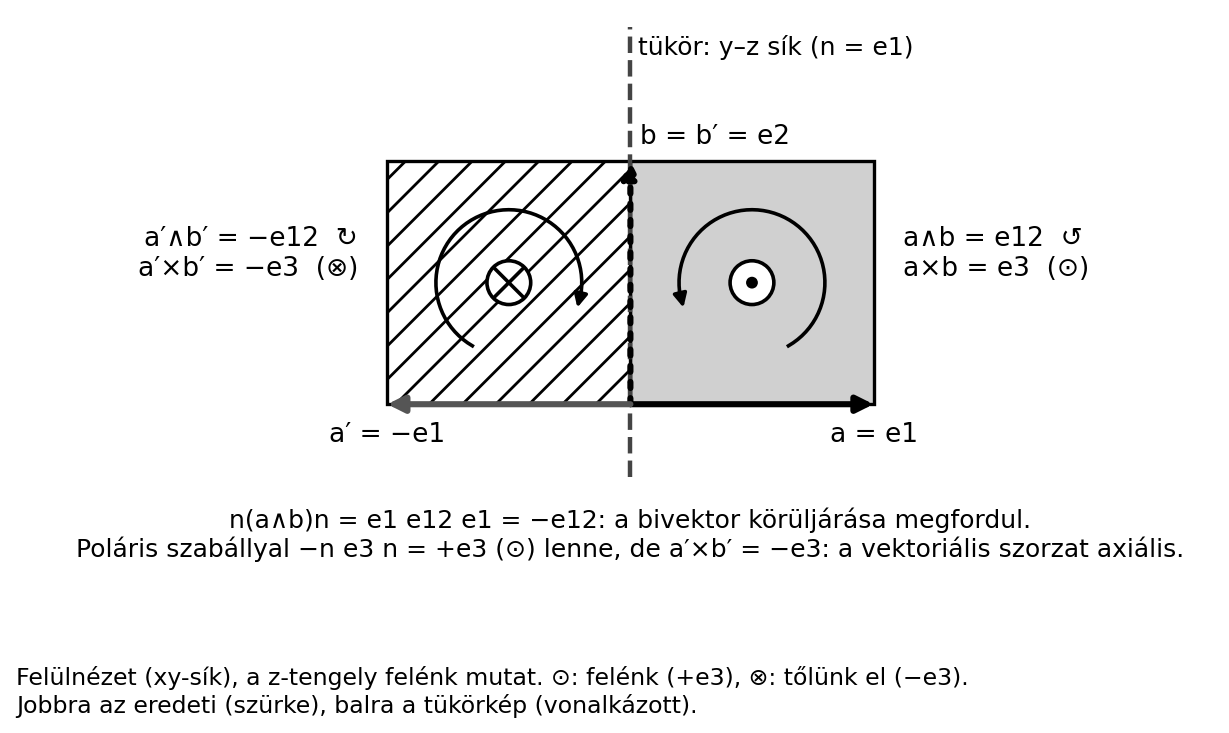 tükör: y–z sík (n = e1)
b = b′ = e2
a′∧b′ = −e12 ↻
a′×b′ = −e3 (⊗)
a∧b = e12 ↺
a×b = e3 (⊙)
a′ = −e1
a = e1
n(a∧b)n = e1 e12 e1 = −e12: a bivektor körüljárása megfordul.
Poláris szabállyal −n e3 n = +e3 (⊙) lenne, de a′×b′ = −e3: a vektoriális szorzat axiális.
Felülnézet (xy-sík), a z-tengely felénk mutat. ⊙: felénk (+e3), ⊗: tőlünk el (−e3).
Jobbra az eredeti (szürke), balra a tükörkép (vonalkázott).